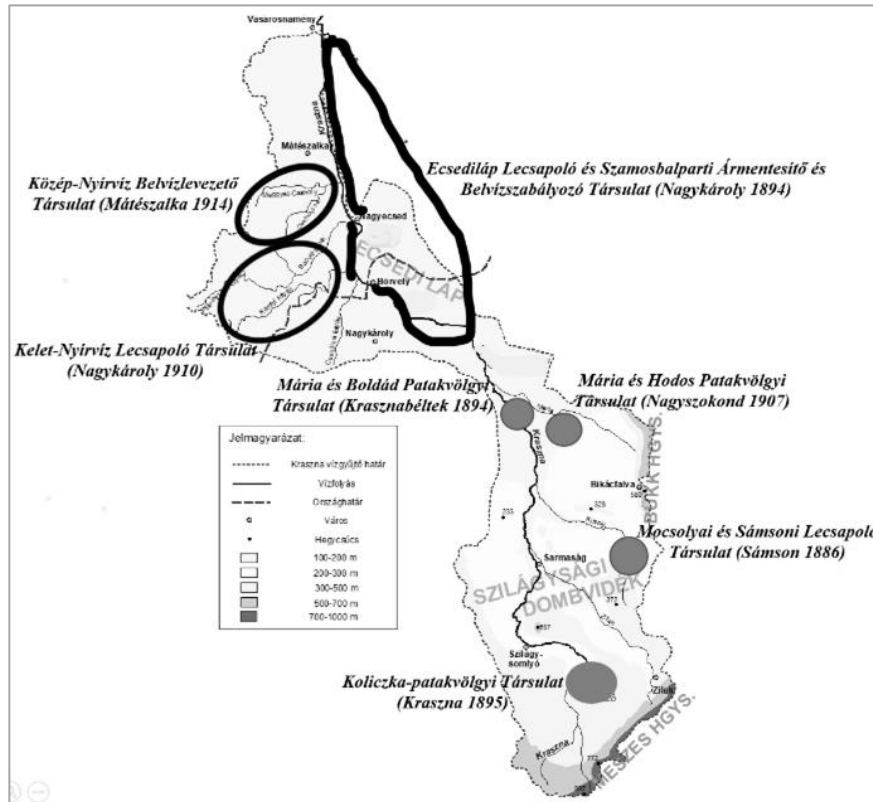 Vasarosnameny
Kraszna
Mátészalka
Közép-Nyírvíz Belvízlevezető
Társulat (Mátészalka 1914)
Ecsediláp Lecsapoló és Szamosbalparti Ármentesítő és
Belvízszabályozó Társulat (Nagykároly 1894)
Nagyecsed
ECSEDI LÁP
Börvely
Nagykároly
Kelet-Nyírvíz Lecsapoló Társulat
(Nagykároly 1910)
Mária és Boldád Patakvölgyi
Társulat (Krasznabéltek 1894)
Mária és Hodos Patakvölgyi
Társulat (Nagyszokond 1907)
Kraszna
Jelmagyarázat:
Kraszna vízgyűjtő határ
Vízfolyás
Országhatár
Város
Hegycsúcs
100-200 m
200-300 m
300-500 m
500-700 m
700-1000 m
Bikácfalva
BÜKK HGYS.
Mocsolyai és Sámsoni Lecsapoló
Társulat (Sámson 1886)
Sarmaság
SZILÁGYSÁGI
DOMBVIDÉK
Szilágy-
somlyó
Koliczka-patakvölgyi Társulat
(Kraszna 1895)
Zilah
Kraszna
MESZES HGYS.